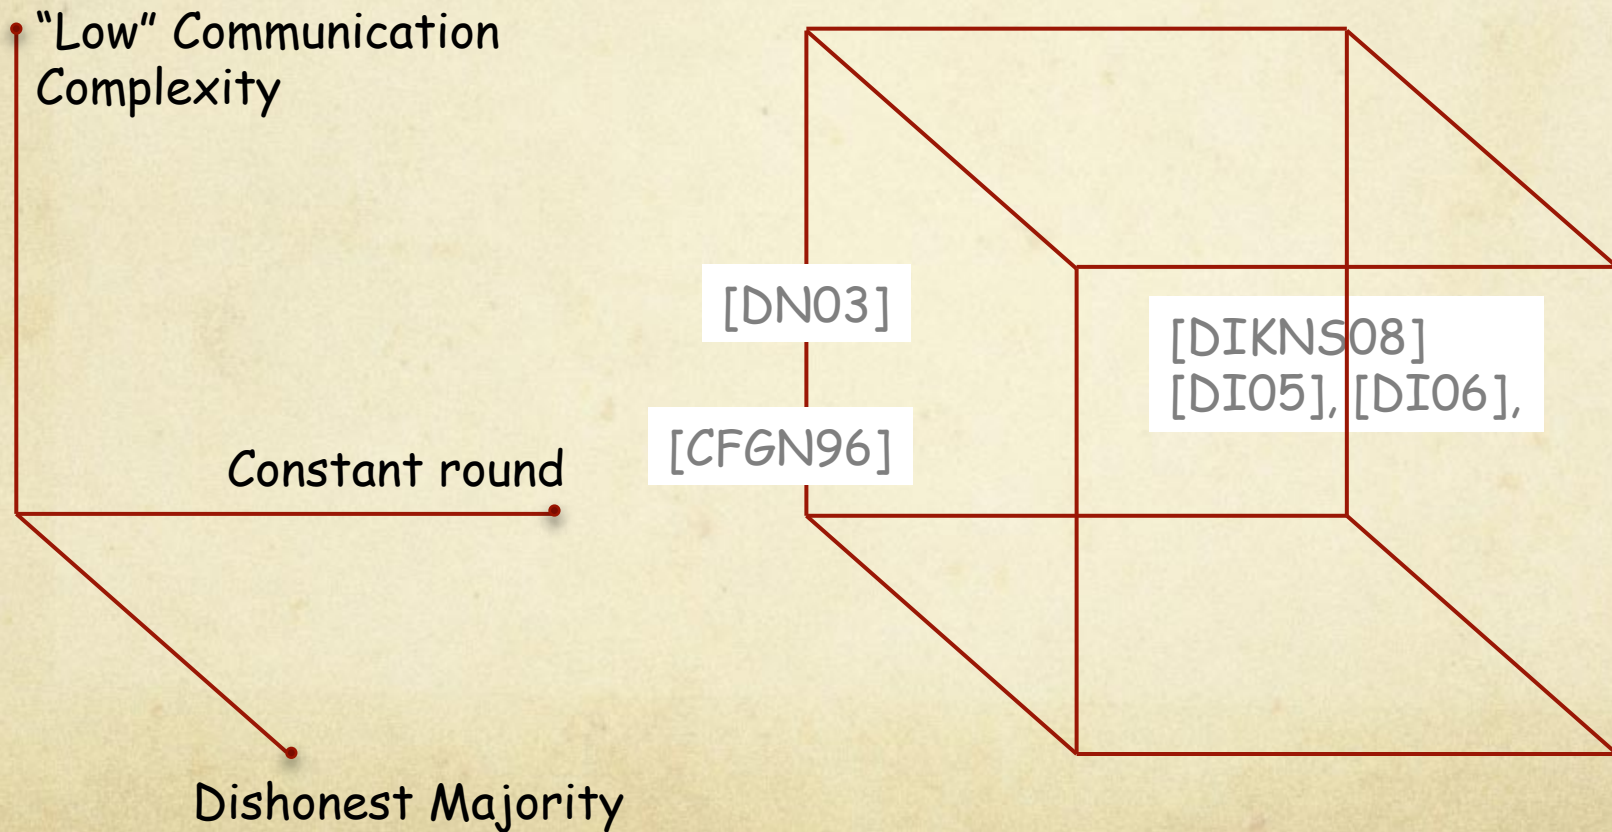 “Low” Communication
Complexity
[DN03]
[DIKNS08]
[DI05], [DI06],
[CFGN96]
Constant round
Dishonest Majority